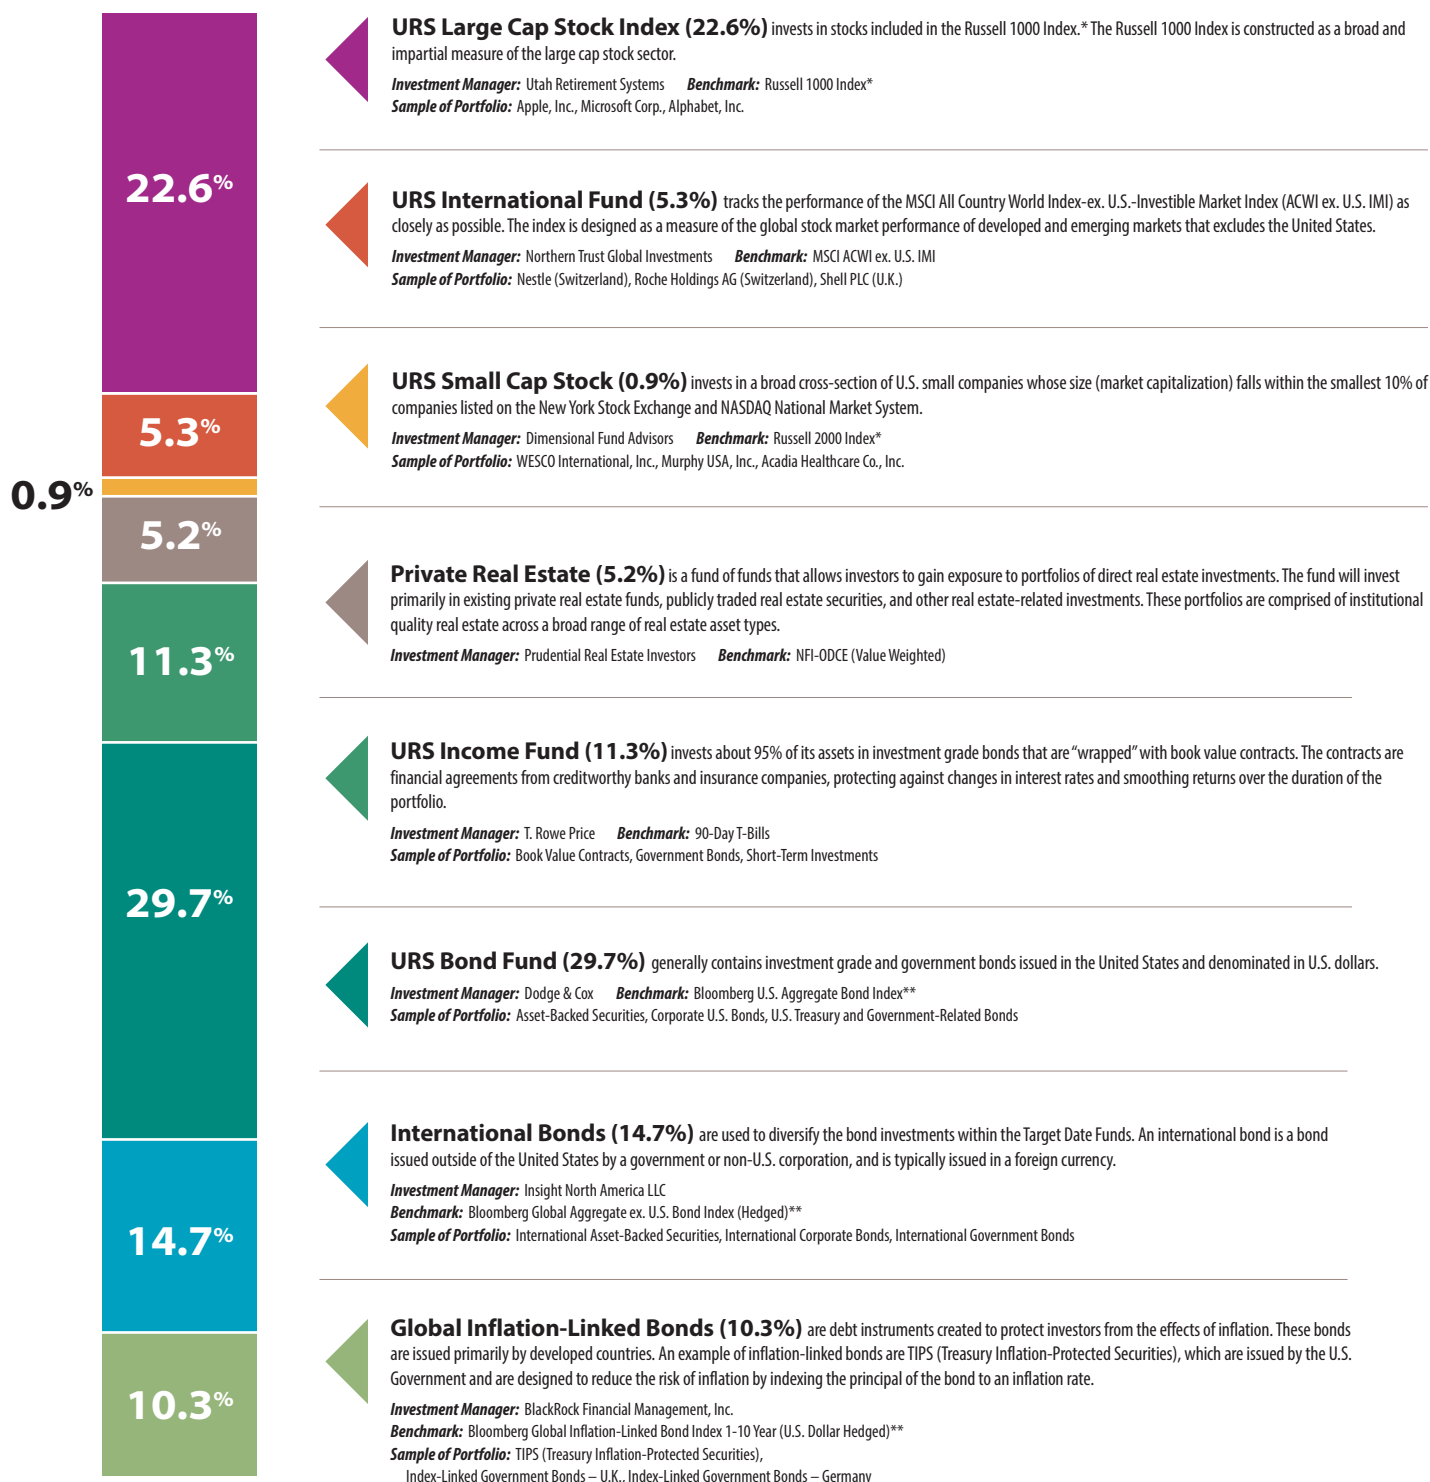 URS Large Cap Stock Index (22.6%) invests in stocks included in the Russell 1000 Index.* The Russell 1000 Index is constructed as a broad and
impartial measure of the large cap stock sector.
Investment Manager: Utah Retirement Systems Benchmark: Russell 1000 Index*
Sample of Portfolio: Apple, Inc., Microsoft Corp., Alphabet, Inc.
22.6%
URS International Fund (5.3%) tracks the performance of the MSCI All Country World Index-ex. U.S.-Investible Market Index (ACWI ex. U.S. IMI) as
closely as possible. The index is designed as a measure of the global stock market performance of developed and emerging markets that excludes the United States.
Investment Manager: Northern Trust Global Investments Benchmark: MSCI ACWI ex. U.S. IMI
Sample of Portfolio: Nestle (Switzerland), Roche Holdings AG (Switzerland), Shell PLC (U.K.)
URS Small Cap Stock (0.9%) invests in a broad cross-section of U.S. small companies whose size (market capitalization) falls within the smallest 10% of
companies listed on the New York Stock Exchange and NASDAQ National Market System.
Investment Manager: Dimensional Fund Advisors Benchmark: Russell 2000 Index*
Sample of Portfolio: WESCO International, Inc., Murphy USA, Inc., Acadia Healthcare Co., Inc.
5.3%
0.9%
5.2%
Private Real Estate (5.2%) is a fund of funds that allows investors to gain exposure to portfolios of direct real estate investments. The fund will invest
primarily in existing private real estate funds, publicly traded real estate securities, and other real estate-related investments. These portfolios are comprised of institutional
quality real estate across a broad range of real estate asset types.
Investment Manager: Prudential Real Estate Investors Benchmark: NFI-ODCE (Value Weighted)
11.3%
URS Income Fund (11.3%) invests about 95% of its assets in investment grade bonds that are “wrapped” with book value contracts. The contracts are
financial agreements from creditworthy banks and insurance companies, protecting against changes in interest rates and smoothing returns over the duration of the
portfolio.
Investment Manager: T. Rowe Price Benchmark: 90-Day T-Bills
Sample of Portfolio: Book Value Contracts, Government Bonds, Short-Term Investments
29.7%
URS Bond Fund (29.7%) generally contains investment grade and government bonds issued in the United States and denominated in U.S. dollars.
Investment Manager: Dodge & Cox Benchmark: Bloomberg U.S. Aggregate Bond Index**
Sample of Portfolio: Asset-Backed Securities, Corporate U.S. Bonds, U.S. Treasury and Government-Related Bonds
International Bonds (14.7%) are used to diversify the bond investments within the Target Date Funds. An international bond is a bond
issued outside of the United States by a government or non-U.S. corporation, and is typically issued in a foreign currency.
Investment Manager: Insight North America LLC
Benchmark: Bloomberg Global Aggregate ex. U.S. Bond Index (Hedged)**
Sample of Portfolio: International Asset-Backed Securities, International Corporate Bonds, International Government Bonds
14.7%
Global Inflation-Linked Bonds (10.3%) are debt instruments created to protect investors from the effects of inflation. These bonds
are issued primarily by developed countries. An example of inflation-linked bonds are TIPS (Treasury Inflation-Protected Securities), which are issued by the U.S.
Government and are designed to reduce the risk of inflation by indexing the principal of the bond to an inflation rate.
Investment Manager: BlackRock Financial Management, Inc.
Benchmark: Bloomberg Global Inflation-Linked Bond Index 1-10 Year (U.S. Dollar Hedged)**
Sample of Portfolio: TIPS (Treasury Inflation-Protected Securities),
Index-Linked Government Bonds – U.K., Index-Linked Government Bonds – Germany
10.3%